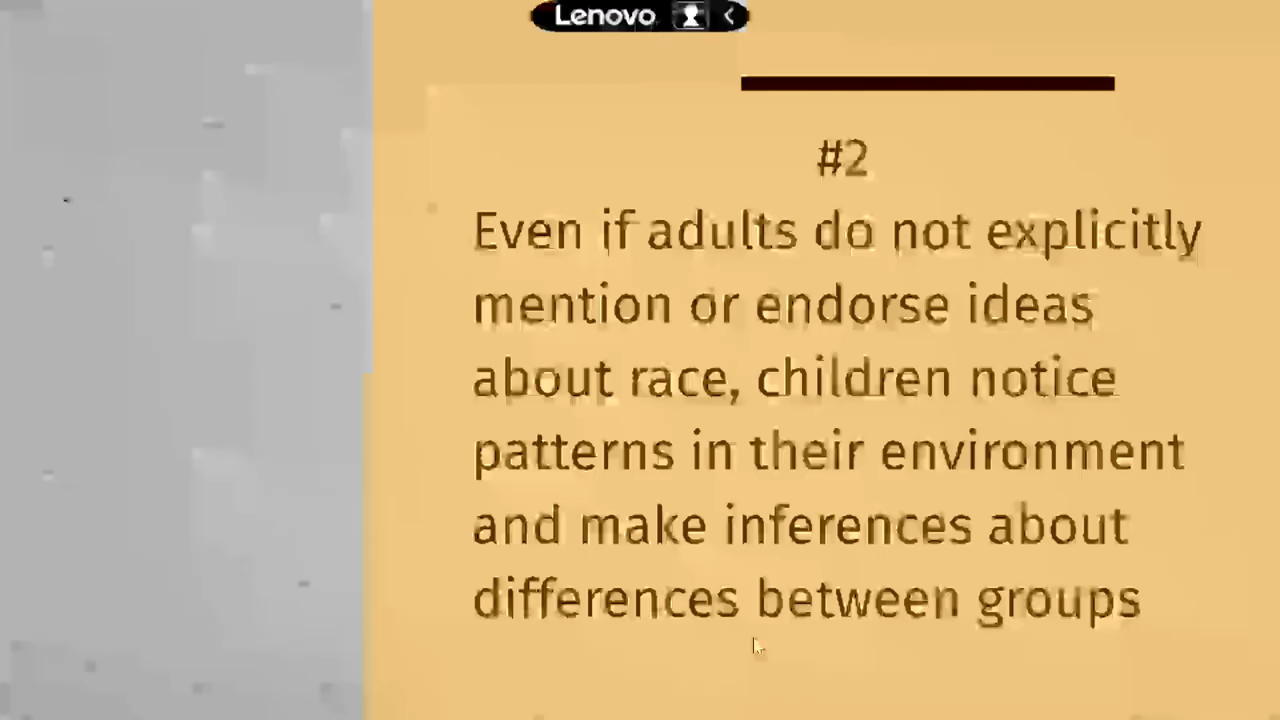 Lenovo
#2
Even if adults do not explicitly
mention or endorse ideas
about race, children notice
patterns in their environment
and make inferences about
differences between groups